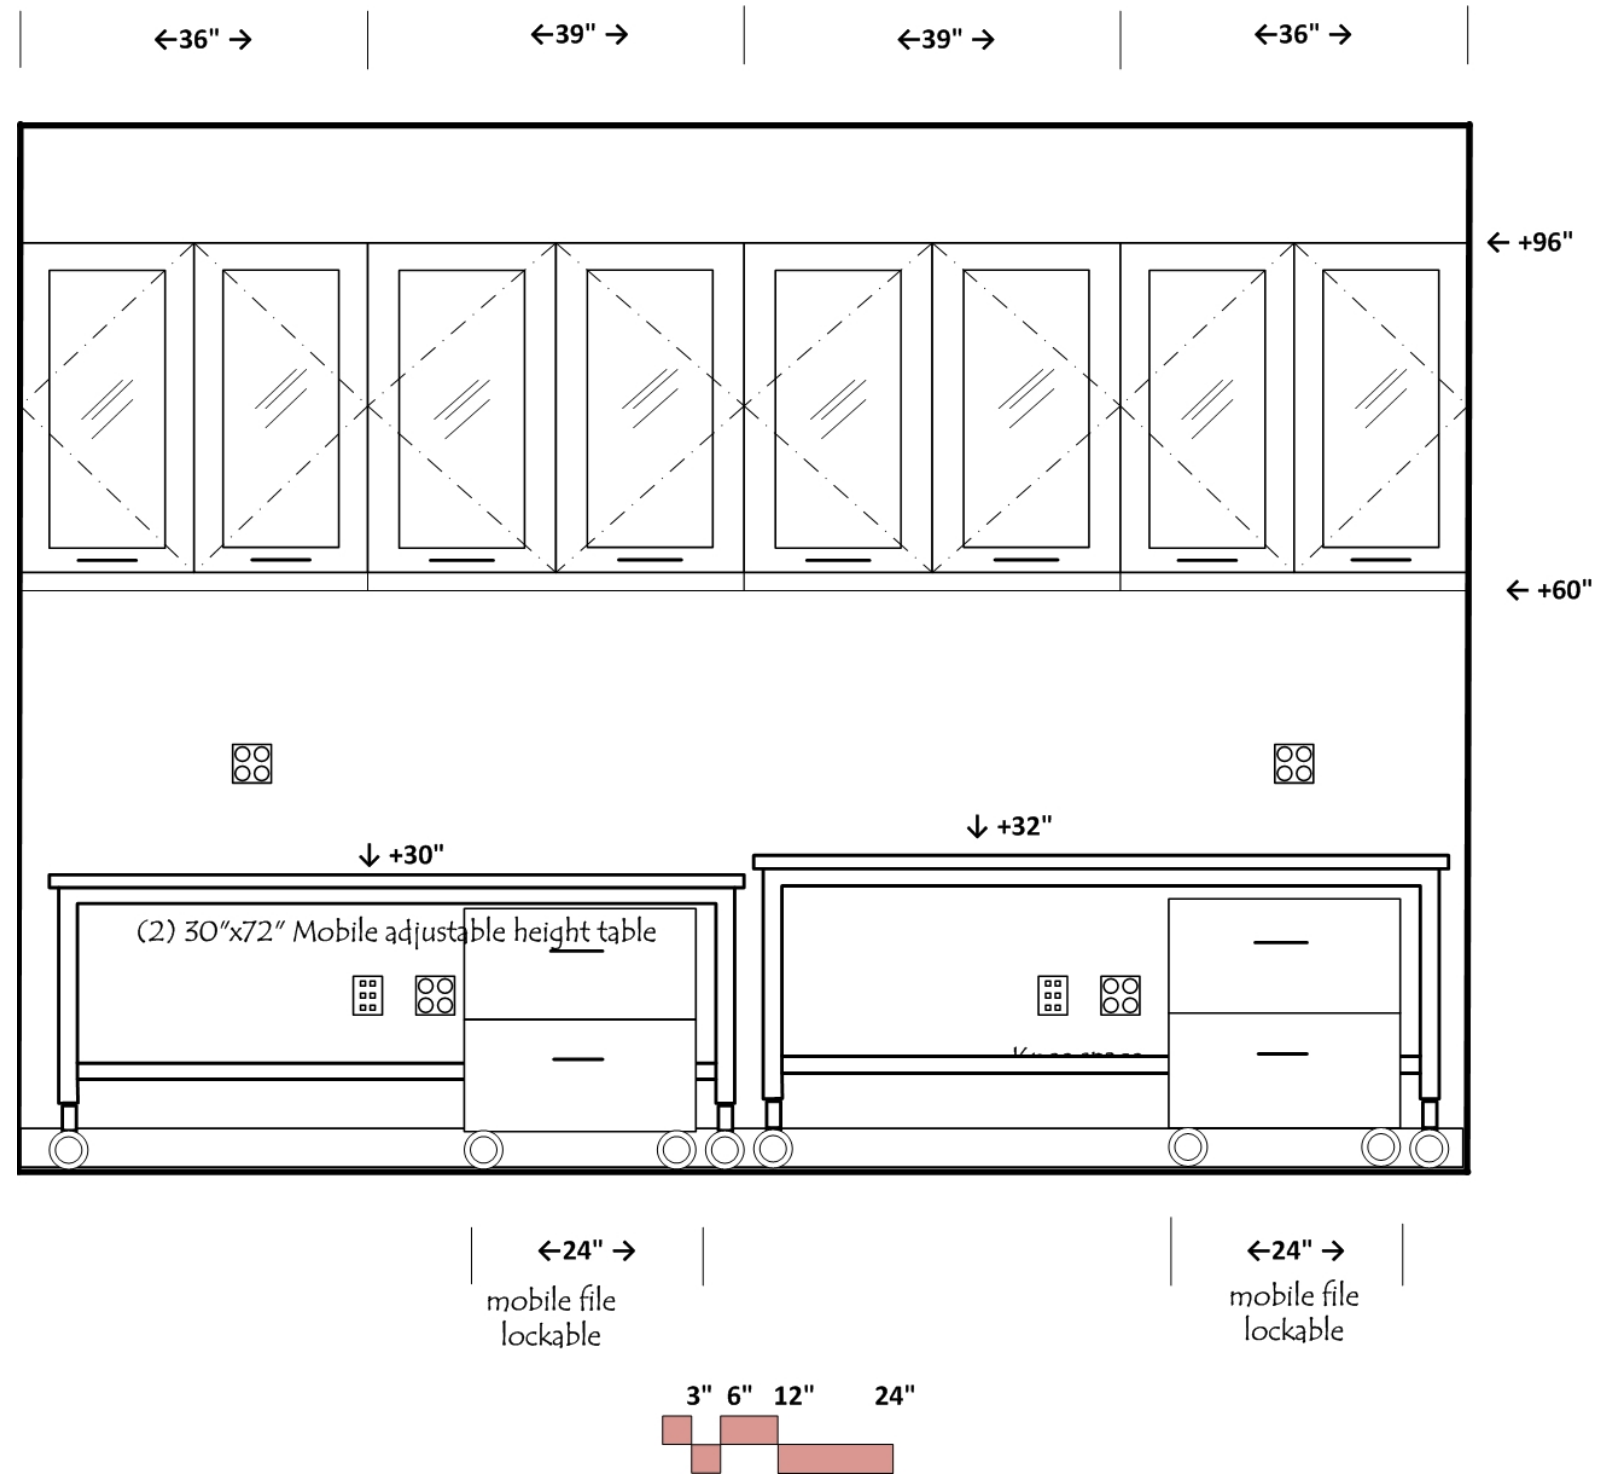 ←36" →
←39" →
←39" →
←36" →
← +96"
← +60"
↓ +32"
↓ +30"
(2) 30"x72" Mobile adjustable height table
←24" →
mobile file
lockable
←24" →
mobile file
lockable
3" 6" 12" 24"